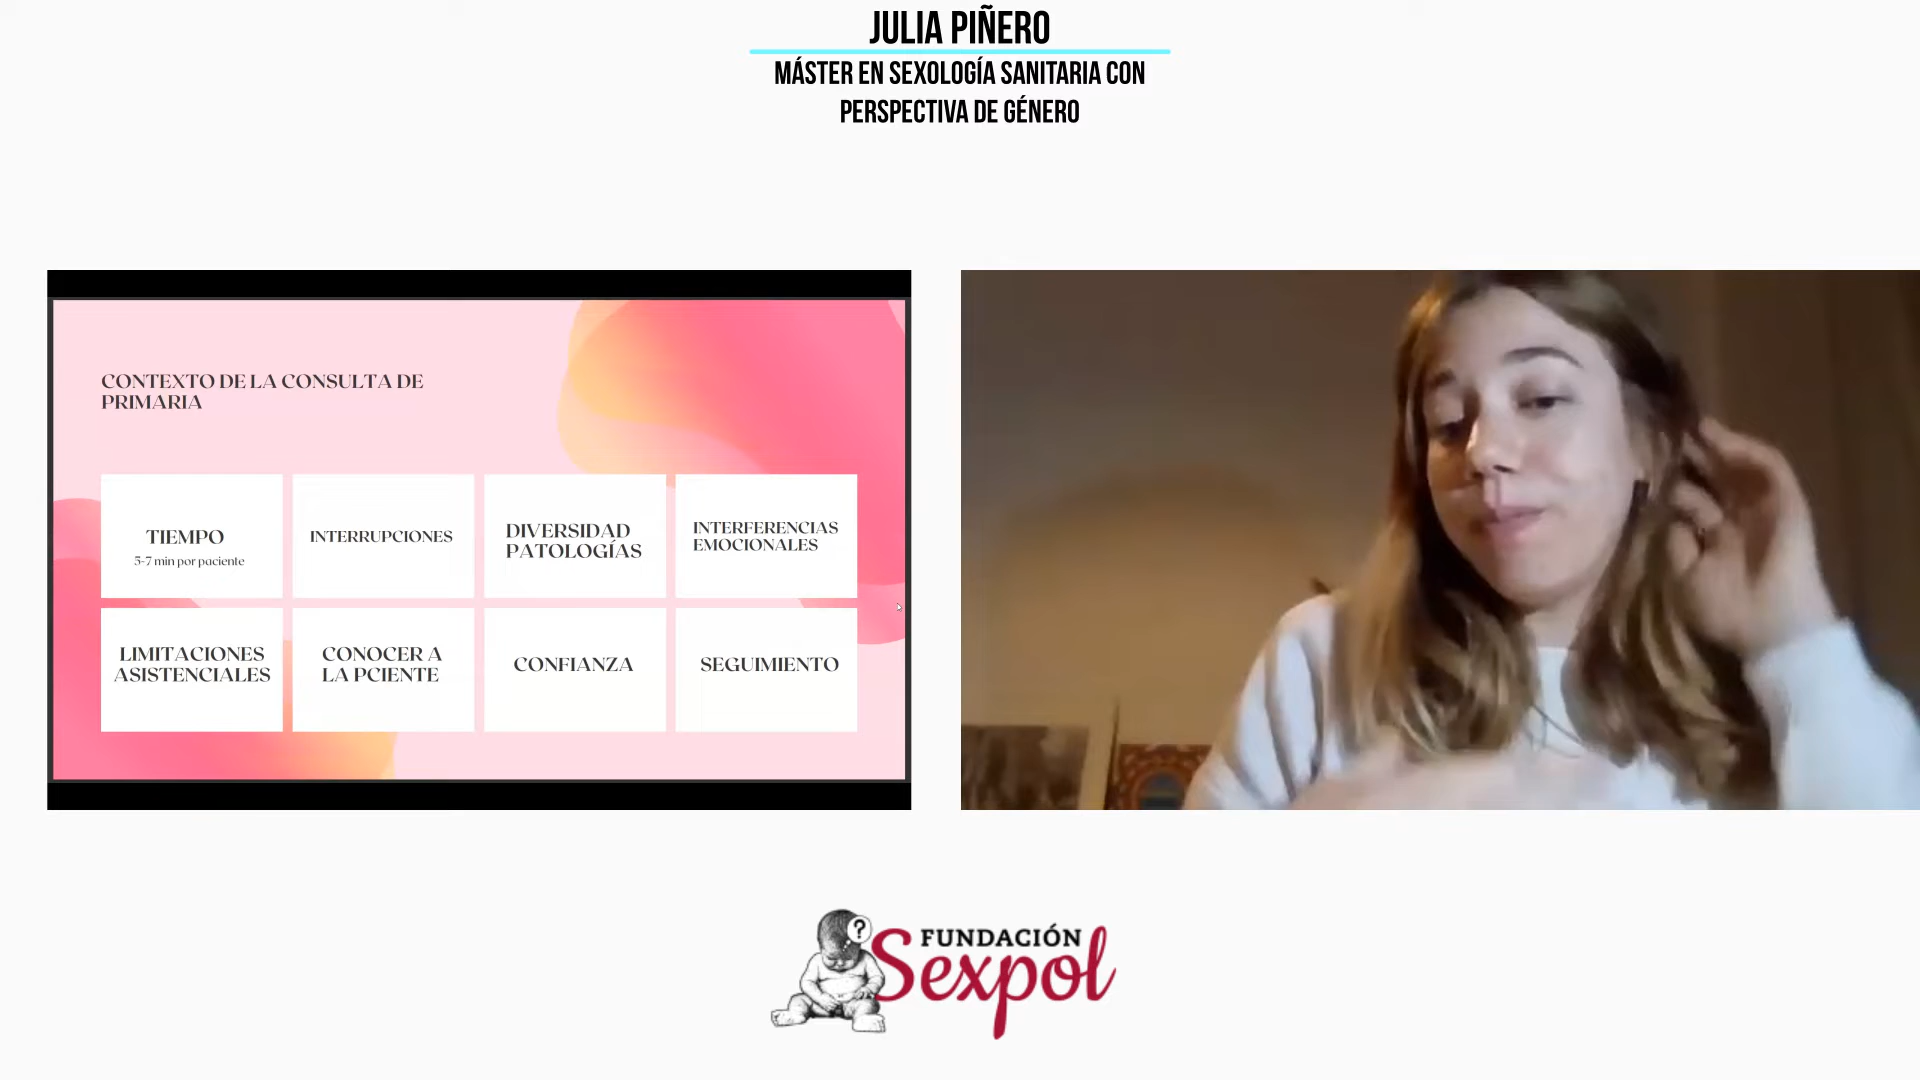 JULIA PIÑERO
MÁSTER EN SEXOLOGÍA SANITARIA CON
PERSPECTIVA DE GÉNERO
CONTEXTO DE LA CONSULTA DE
PRIMARIA
TIEMPO
5-7 min por paciente
INTERRUPCIONES
DIVERSIDAD
PATOLOGÍAS
INTERFERENCIAS
EMOCIONALES
LIMITACIONES
ASISTENCIALES
CONOCER A
LA PCIENTE
CONFIANZA
SEGUIMIENTO
?
FUNDACIÓN
Sexpol